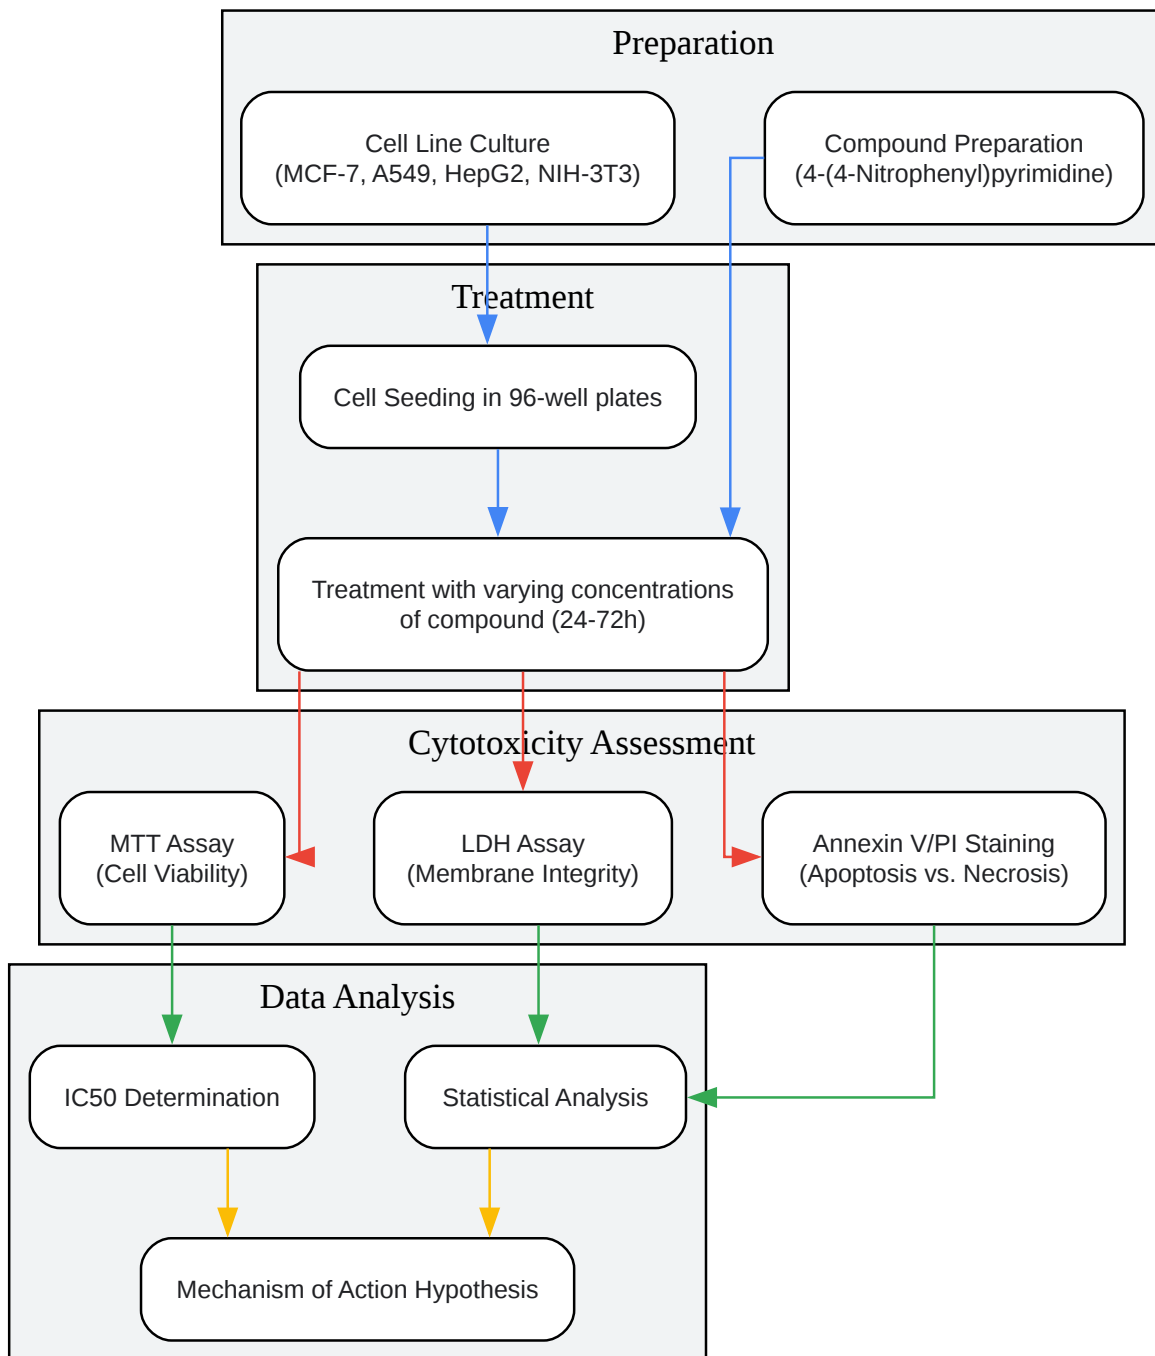 Preparation
Cell Line Culture
(MCF-7, A549, HepG2, NIH-3T3)
Compound Preparation
(4-(4-Nitrophenyl)pyrimidine)
Treatment
Cell Seeding in 96-well plates
Treatment with varying concentrations
of compound (24-72h)
Cytotoxicity Assessment
MTT Assay
(Cell Viability)
LDH Assay
(Membrane Integrity)
Annexin V/PI Staining
(Apoptosis vs. Necrosis)
Data Analysis
IC50 Determination
Statistical Analysis
Mechanism of Action Hypothesis